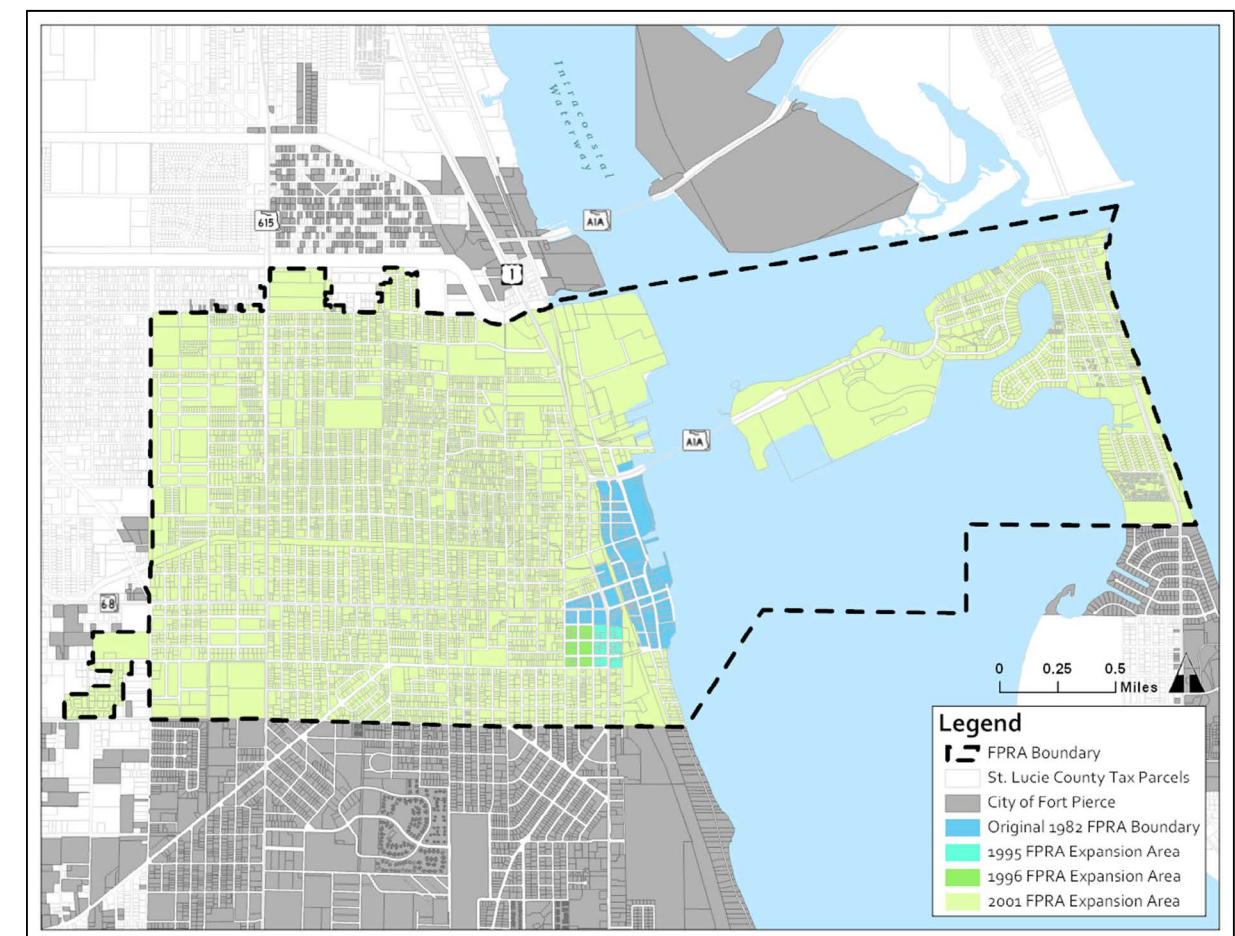 Intracoastal
Waterway
615
A1A
1
A1A
68
0 0.25 0.5
Miles
Legend
FPRA Boundary
St. Lucie County Tax Parcels
City of Fort Pierce
Original 1982 FPRA Boundary
1995 FPRA Expansion Area
1996 FPRA Expansion Area
2001 FPRA Expansion Area